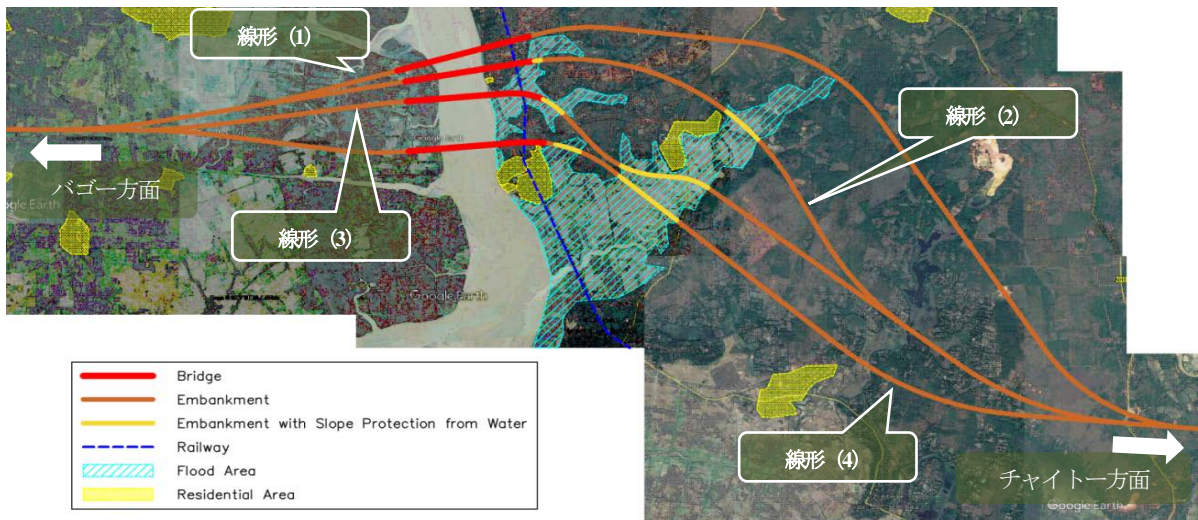 線形 (1)
Google Earth
線形 (2)
バゴー方面
ogle Earth
線形 (3)
Google Earth
Bridge
Embankment
Embankment with Slope Protection from Water
Railway
Flood Area
Residential Area
線形 (4)
チャイトー方面
Google Earth